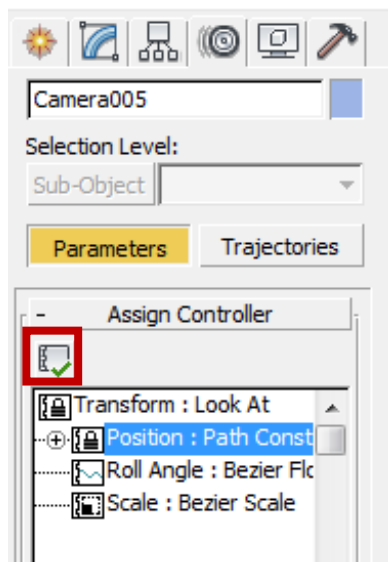 Camera005
Selection Level:
Sub-Object
Parameters Trajectories
- Assign Controller
Transform : Look At
Position : Path Const
Roll Angle : Bezier Flo
Scale : Bezier Scale